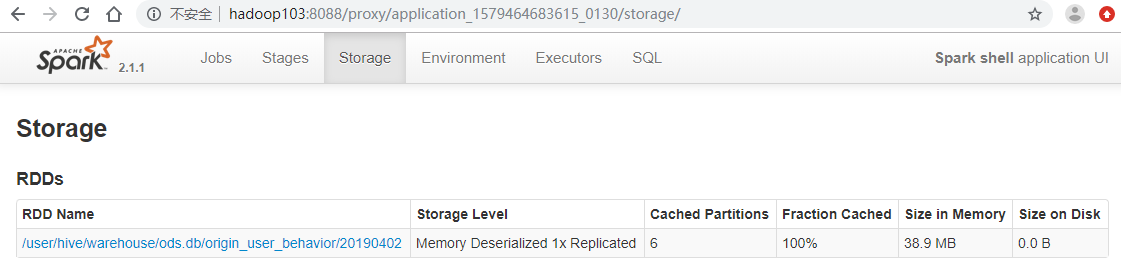 不安全 hadoop103:8088/proxy/application_1579464683615_0130/storage/
APACHE Spark 2.1.1 Jobs Stages Storage Environment Executors SQL Spark shell application UI
Storage
RDDs
RDD Name Storage Level Cached Partitions Fraction Cached Size in Memory Size on Disk
/user/hive/warehouse/ods.db/origin_user_behavior/20190402 Memory Deserialized 1x Replicated 6 100% 38.9 MB 0.0 B